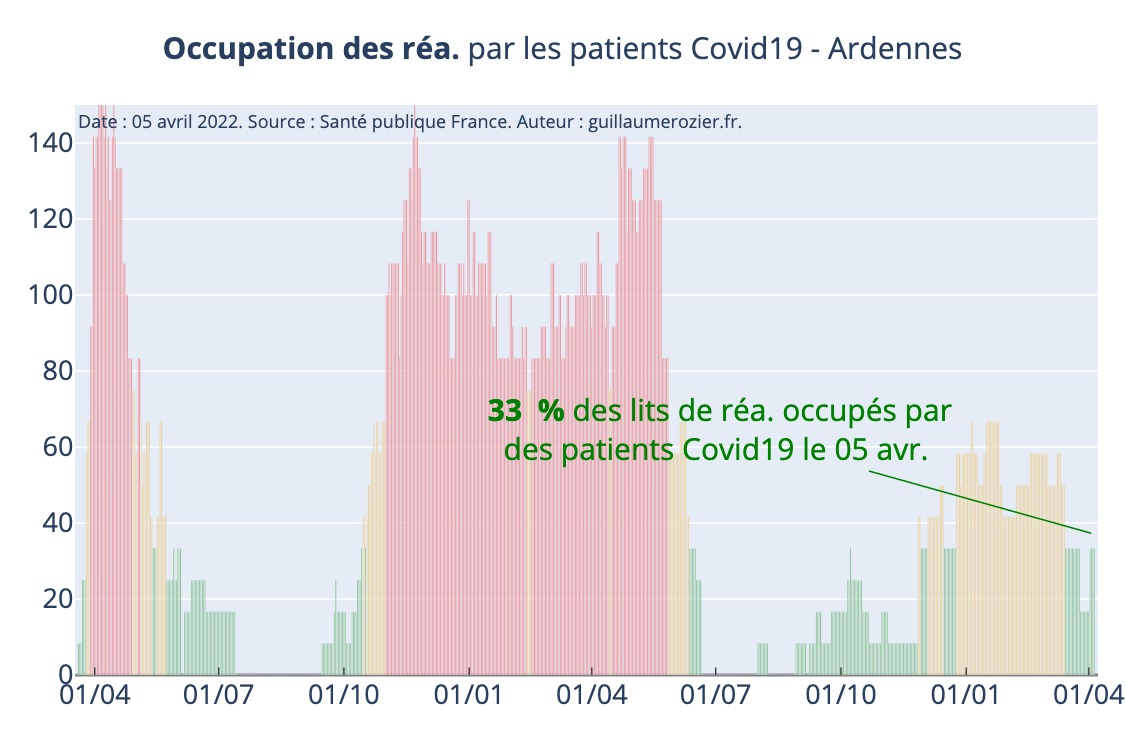 Occupation des réa. par les patients Covid19 - Ardennes
Date : 05 avril 2022. Source : Santé publique France. Auteur : guillaumerozier.fr.
140
120
100
80
60
40
20
0
33 % des lits de réa. occupés par
des patients Covid19 le 05 avr.
01/04 01/07 01/10 01/01 01/04 01/07 01/10 01/01 01/04